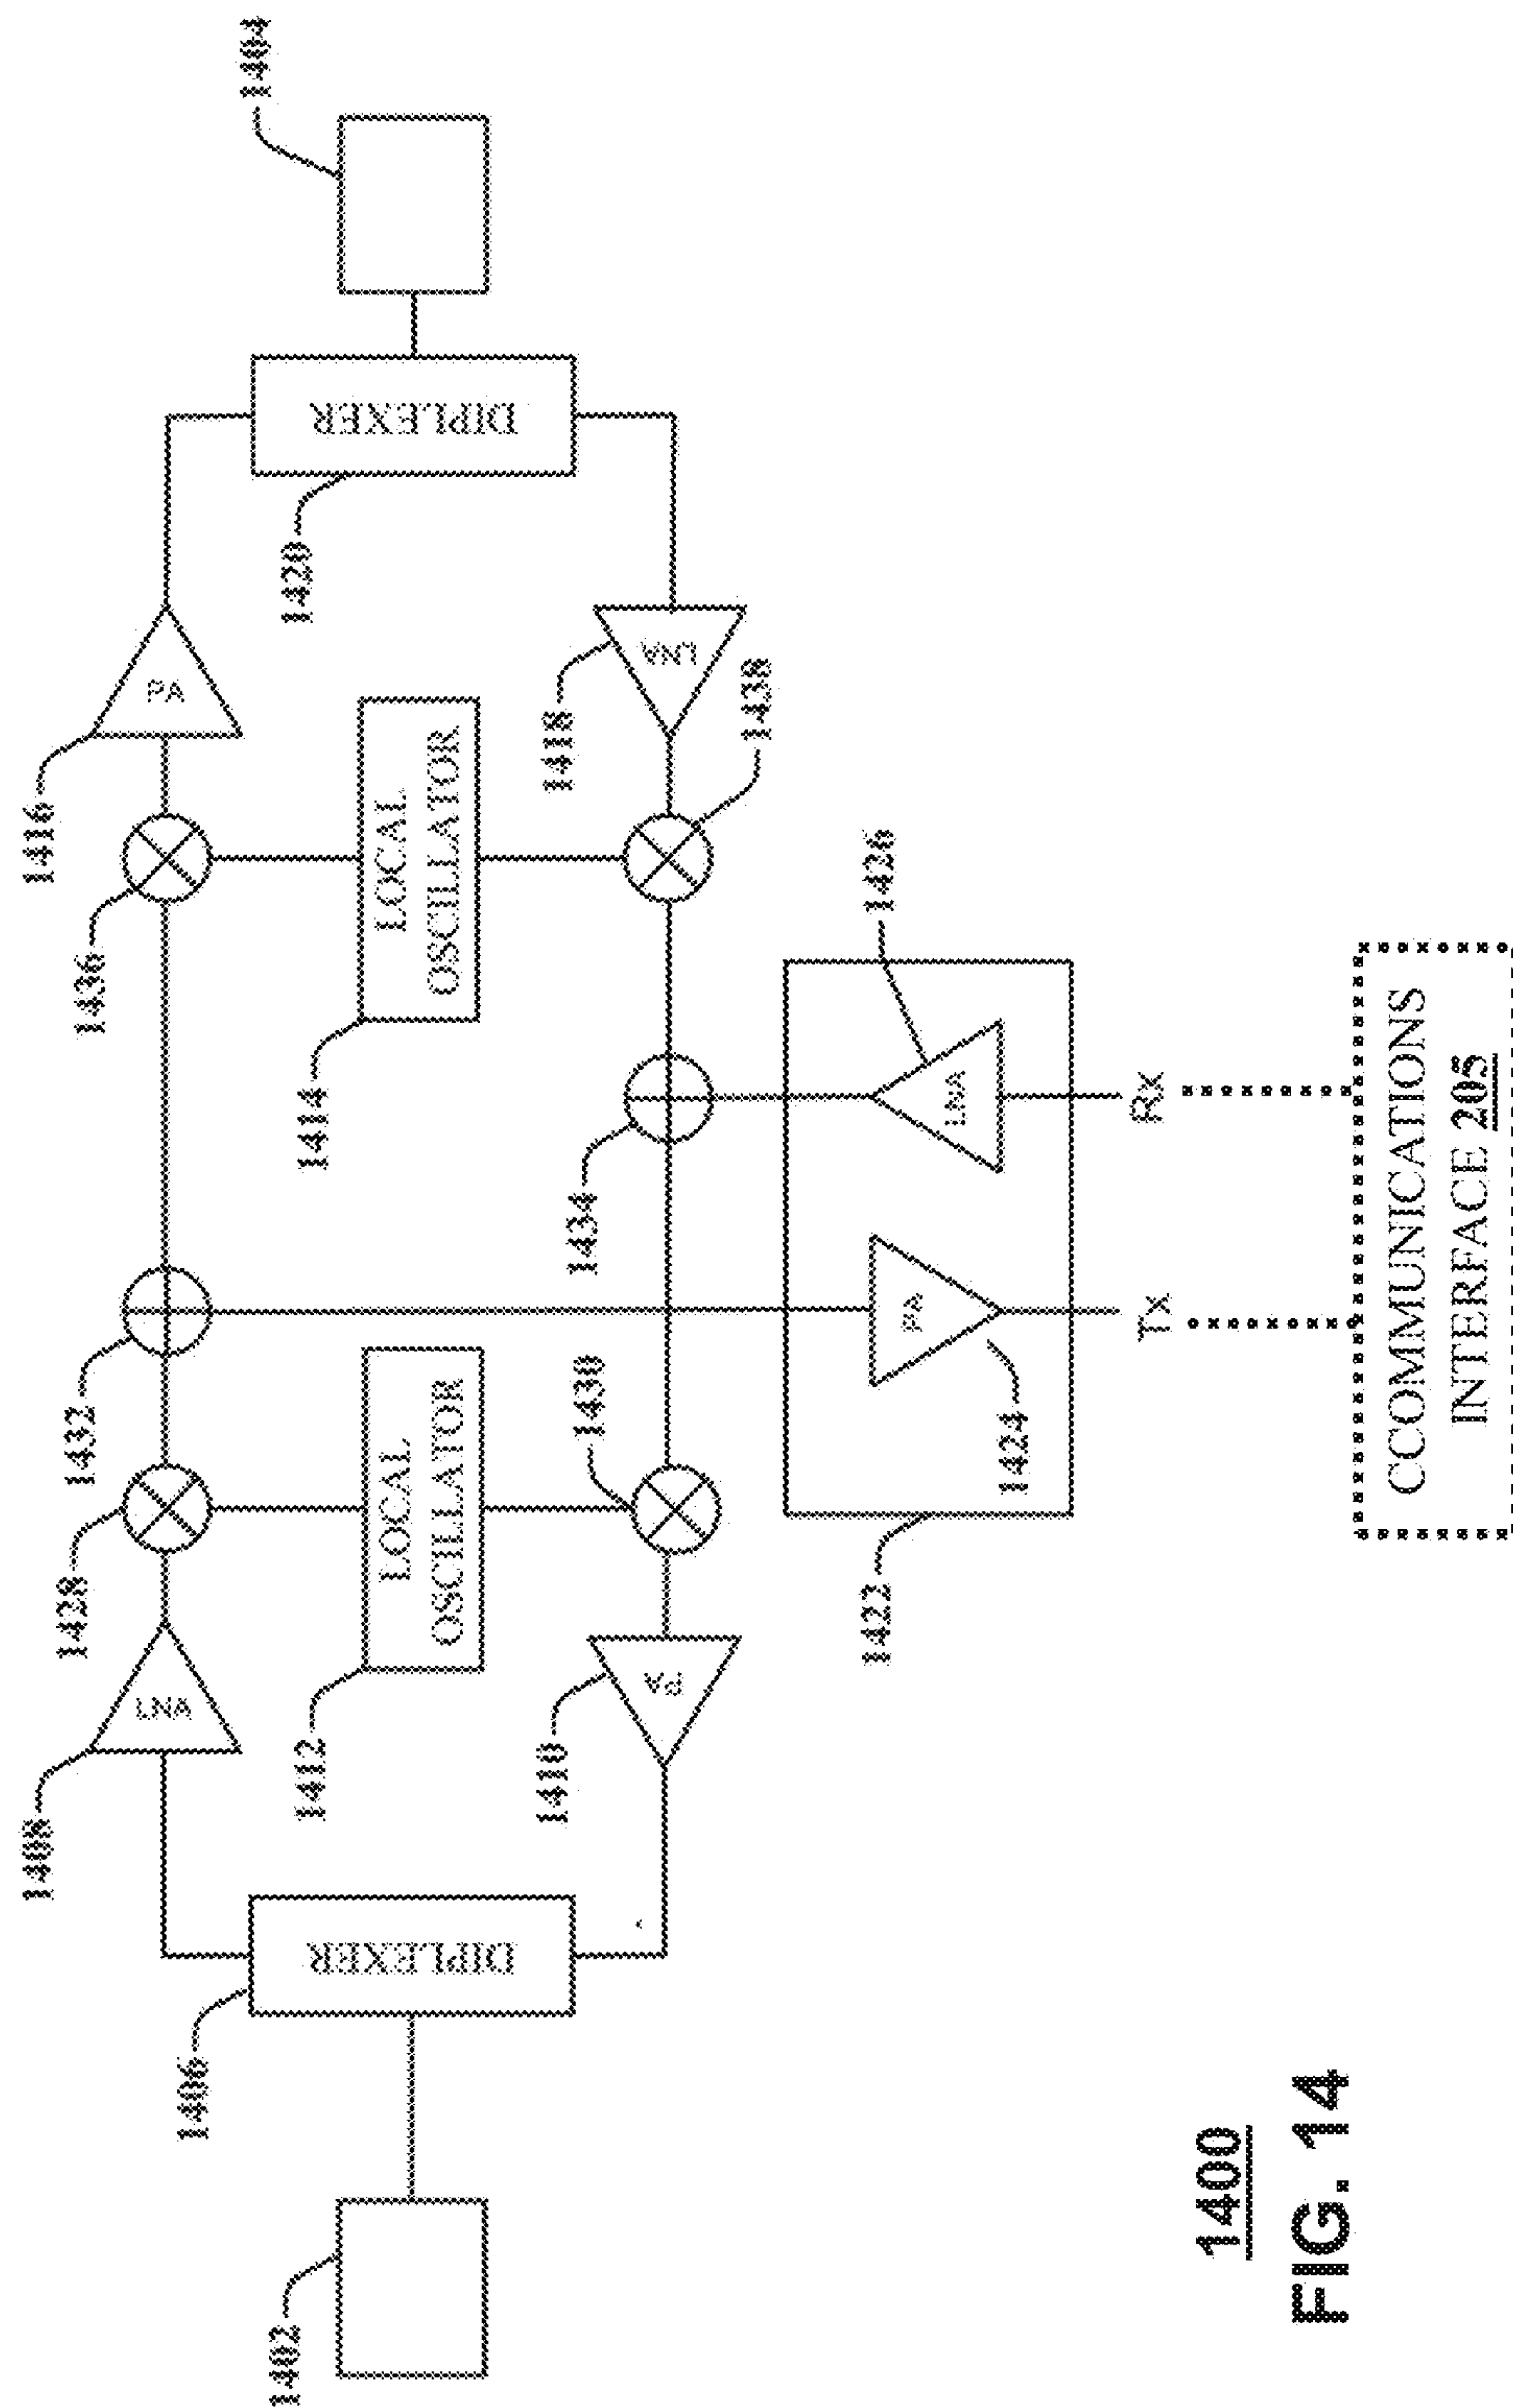 1404
1416
PA
1436
1420
DIPLEXER
LOCAL
OSCILLATOR
1414
1418
LNA
1438
1432
1434
1426
LNA
Rx
1428
LOCAL
OSCILLATOR
1412
1430
PA
1424
Tx
1422
CCOMMUNICATIONS
INTERFACE 205
1408
LNA
1410
PA
1406
DIPLEXER
1402
1400
FIG. 14